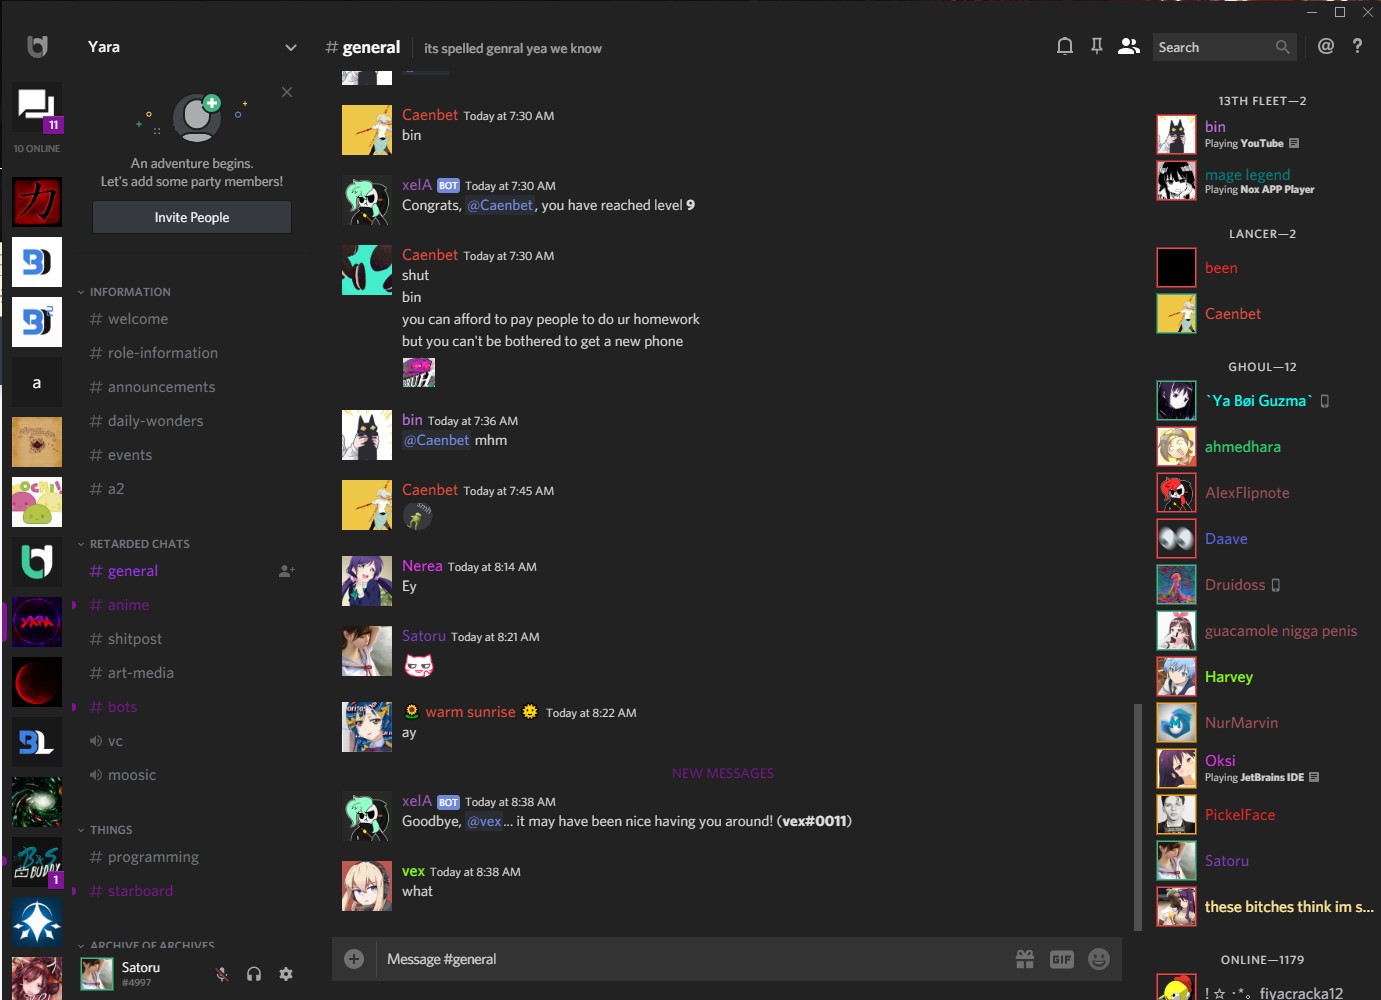 Yara
# general
its spelled genral yea we know
Search
@
?
11
10 ONLINE
力
a
1
An adventure begins.
Let's add some party members!
Invite People
INFORMATION
# welcome
# role-information
# announcements
# daily-wonders
# events
# a2
RETARDED CHATS
# general
# anime
# shitpost
# art-media
# bots
vc
moosic
THINGS
# programming
# starboard
ARCHIVE OF ARCHIVES
Satoru
#4997
Caenbet Today at 7:30 AM
bin
xelA BOT Today at 7:30 AM
Congrats, @Caenbet, you have reached level 9
Caenbet Today at 7:30 AM
shut
bin
you can afford to pay people to do ur homework
but you can't be bothered to get a new phone
BRUH
bin Today at 7:36 AM
@Caenbet mhm
Caenbet Today at 7:45 AM
smh
Nerea Today at 8:14 AM
Ey
Satoru Today at 8:21 AM
🌻 warm sunrise 🌞 Today at 8:22 AM
ay
NEW MESSAGES
xelA BOT Today at 8:38 AM
Goodbye, @vex... it may have been nice having you around! (vex#0011)
vex Today at 8:38 AM
what
Message #general
GIF
13TH FLEET—2
bin
Playing YouTube
mage legend
Playing Nox APP Player
LANCER—2
been
Caenbet
GHOUL—12
`Ya Bøi Guzma`
ahmedhara
AlexFlipnote
Daave
Druidoss
guacamole nigga penis
Harvey
NurMarvin
Oksi
Playing JetBrains IDE
PickelFace
Satoru
these bitches think im s...
ONLINE—1179
! ☆ ･*。fiyacracka12